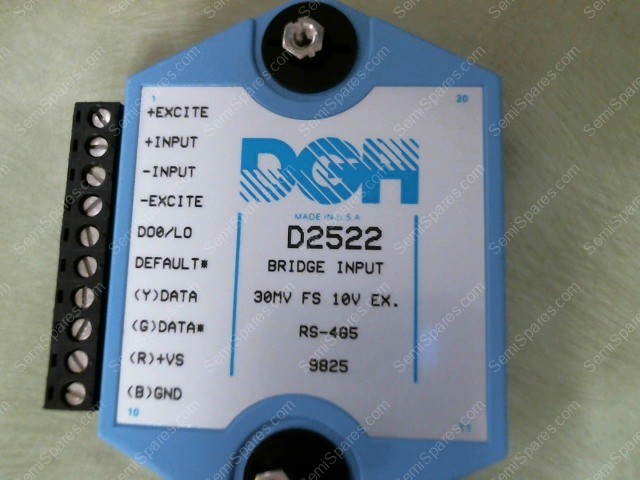 1
20
+EXCITE
+INPUT
-INPUT
-EXCITE
DO0/LO
DEFAULT*
(Y)DATA
(G)DATA*
(R)+VS
(B)GND
10
11
DGH
MADE IN U.S.A
D2522
BRIDGE INPUT
30MV FS 10V EX.
RS-485
9825
SemiSpares.com